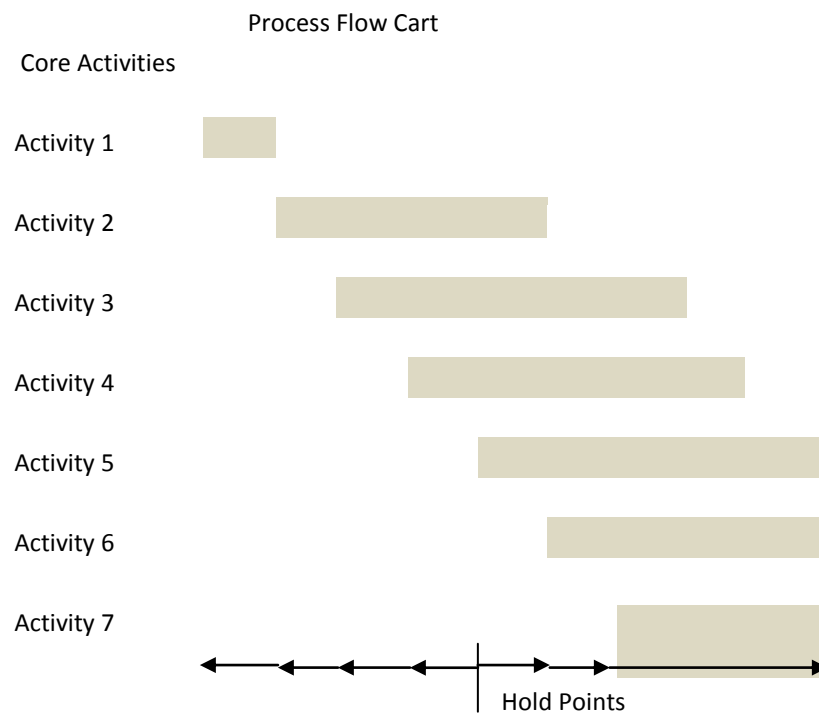 Process Flow Cart
Core Activities
Activity 1
Activity 2
Activity 3
Activity 4
Activity 5
Activity 6
Activity 7
Hold Points